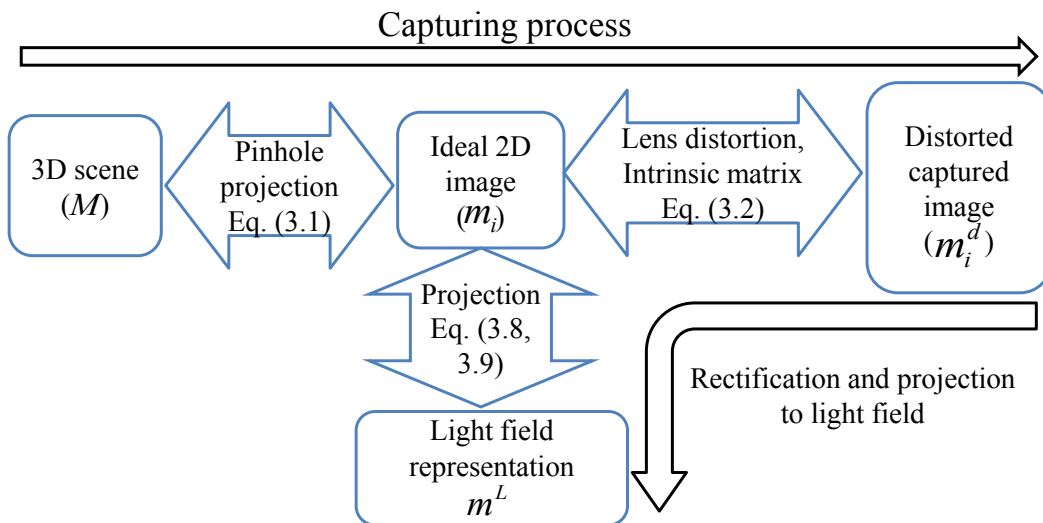 Capturing process
3D scene
(M)
Pinhole
projection
Eq. (3.1)
Ideal 2D
image
(m_i)
Lens distortion,
Intrinsic matrix
Eq. (3.2)
Distorted
captured
image
(m_i^d)
Projection
Eq. (3.8,
3.9)
Rectification and projection
to light field
Light field
representation
m^L